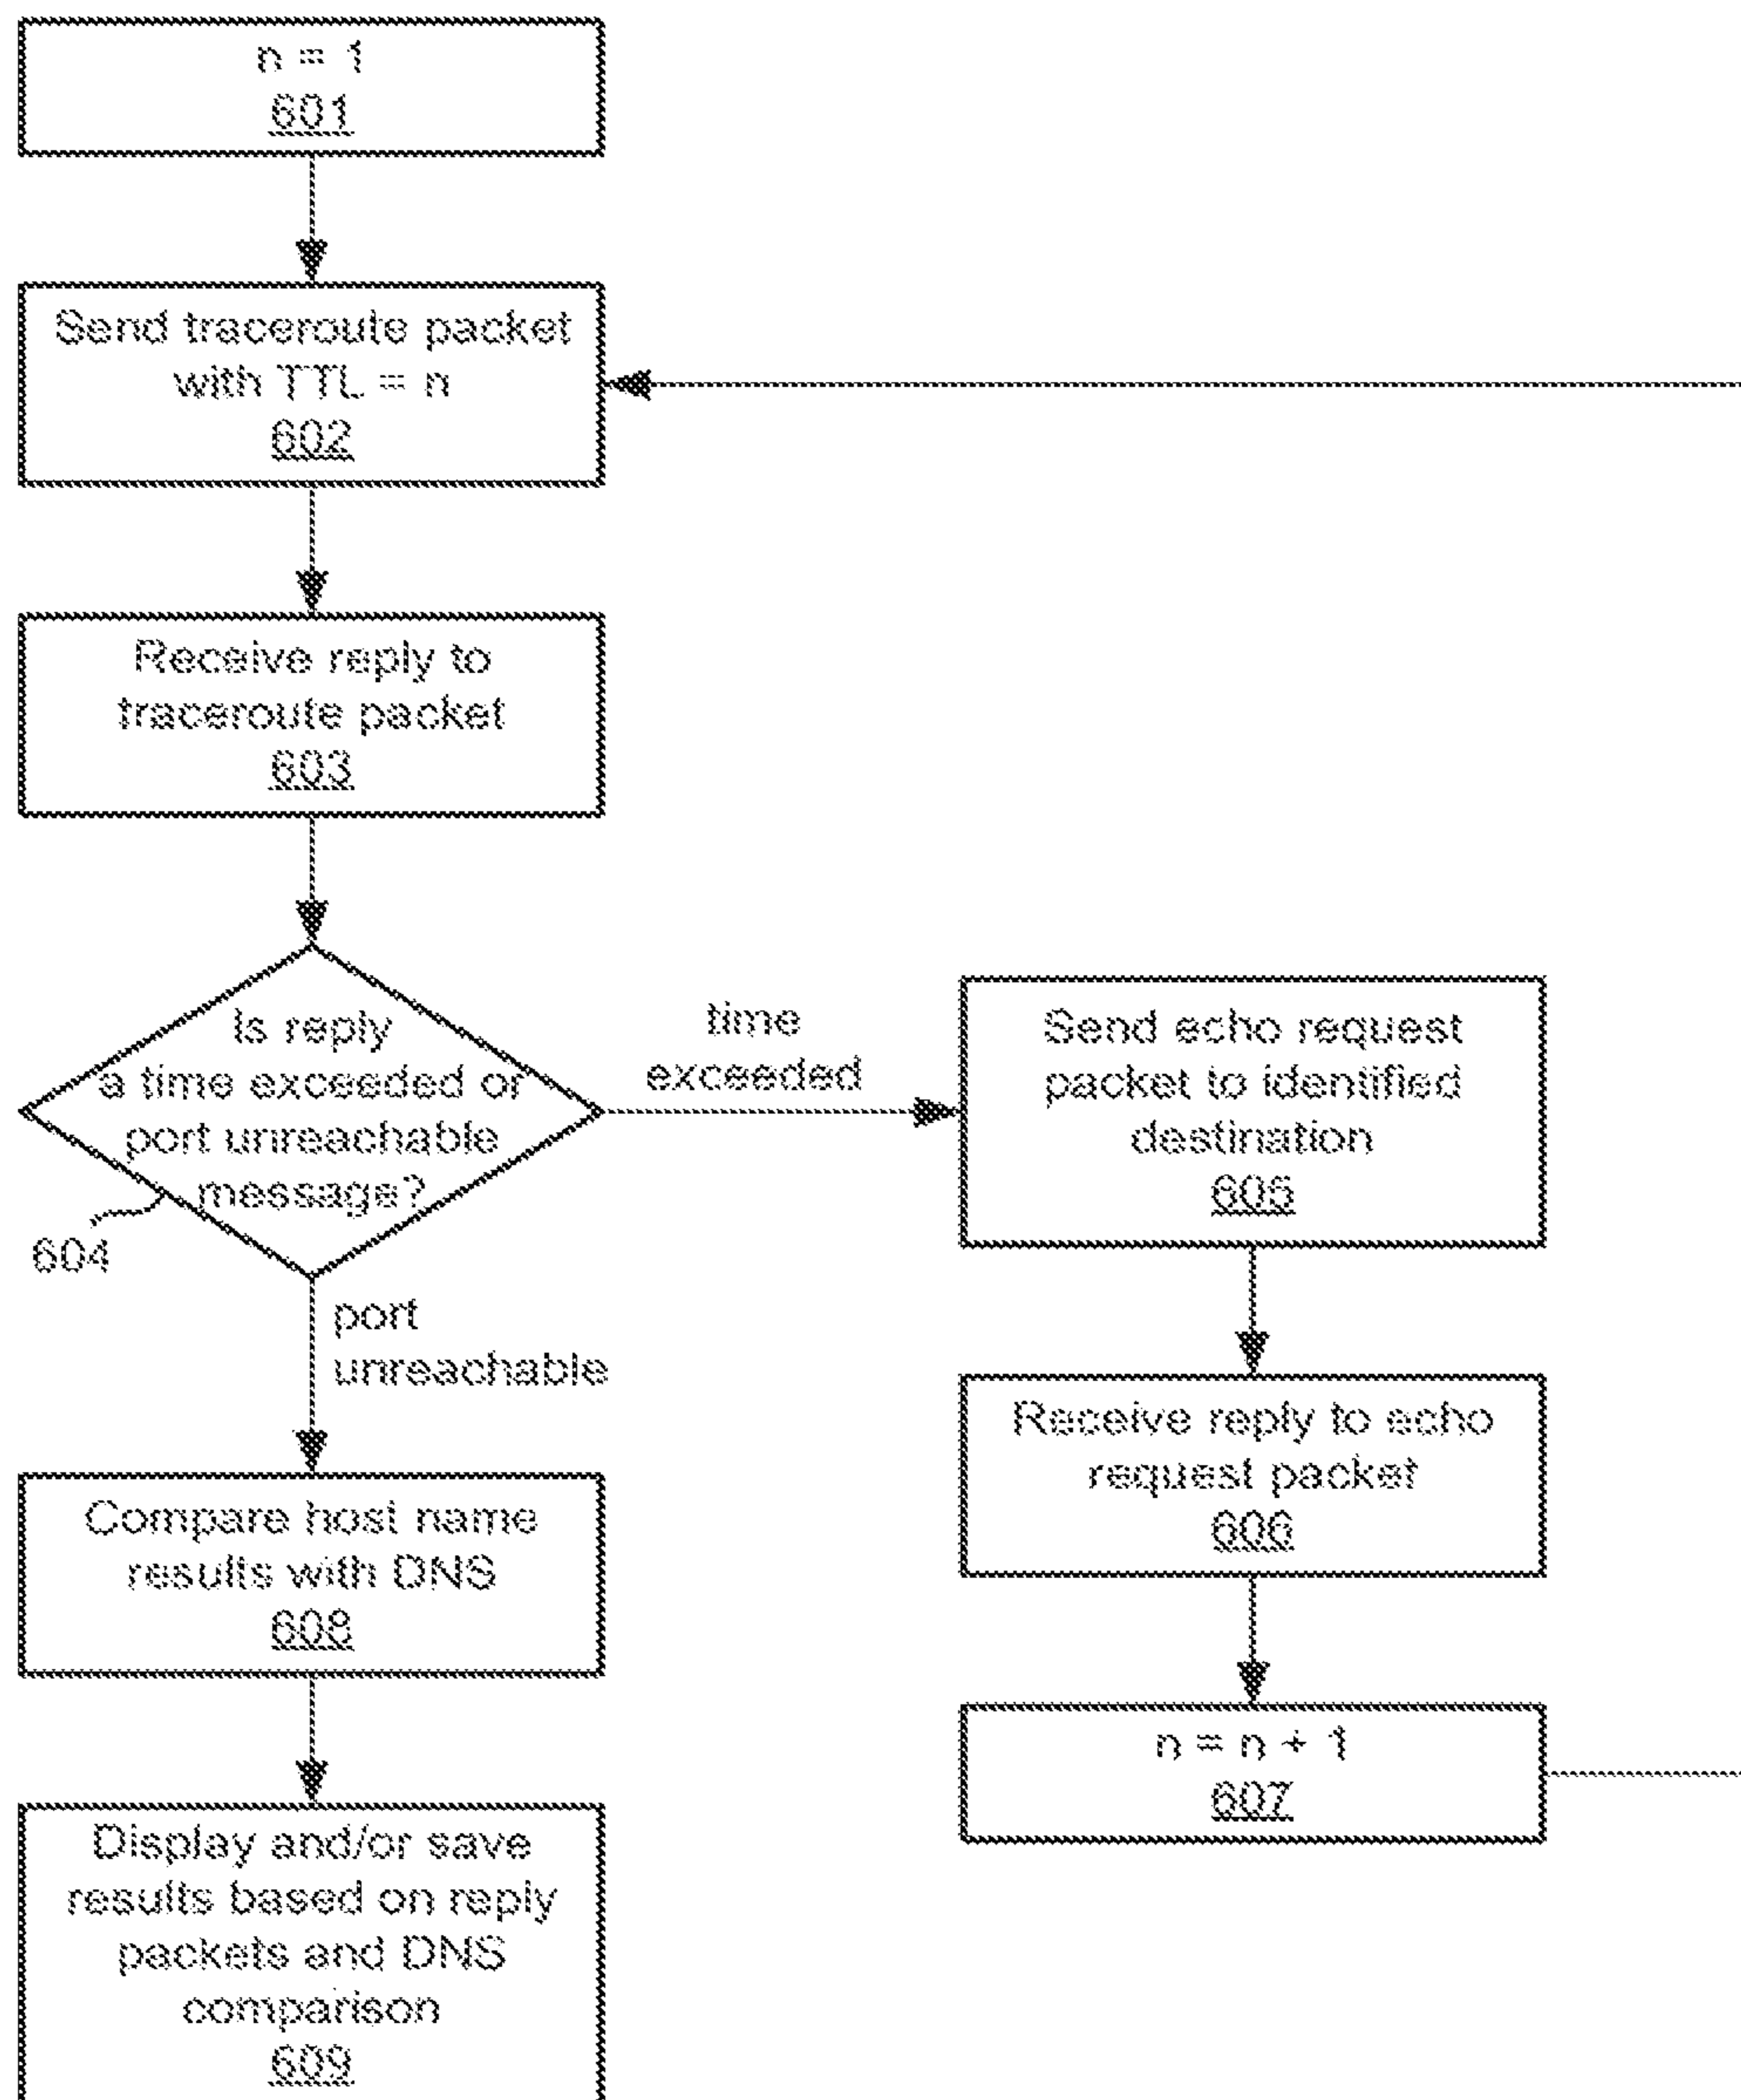 n = 1
601
Send traceroute packet
with TTL = n
602
Receive reply to
traceroute packet
603
Is reply
a time exceeded or
port unreachable
message?
604
time
exceeded
Send echo request
packet to identified
destination
605
Receive reply to echo
request packet
606
n = n + 1
607
port
unreachable
Compare host name
results with DNS
608
Display and/or save
results based on reply
packets and DNS
comparison
609